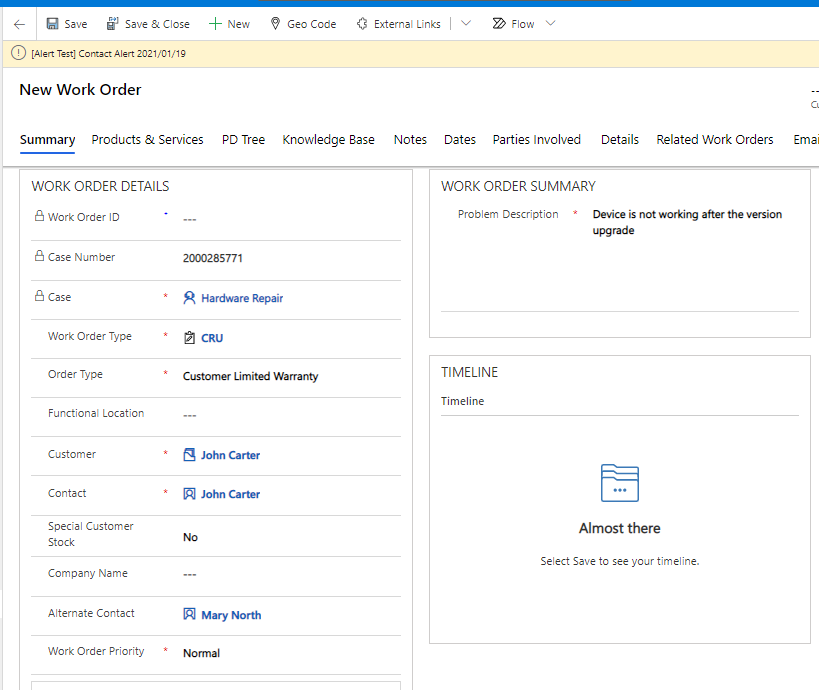 Save Save & Close New Geo Code External Links Flow
[Alert Test] Contact Alert 2021/01/19
New Work Order
Summary Products & Services PD Tree Knowledge Base Notes Dates Parties Involved Details Related Work Orders Emai
WORK ORDER DETAILS
Work Order ID * ---
Case Number 2000285771
Case * Hardware Repair
Work Order Type * CRU
Order Type * Customer Limited Warranty
Functional Location ---
Customer * John Carter
Contact * John Carter
Special Customer
Stock
No
Company Name ---
Alternate Contact Mary North
Work Order Priority * Normal
WORK ORDER SUMMARY
Problem Description * Device is not working after the version
upgrade
TIMELINE
Timeline
Almost there
Select Save to see your timeline.